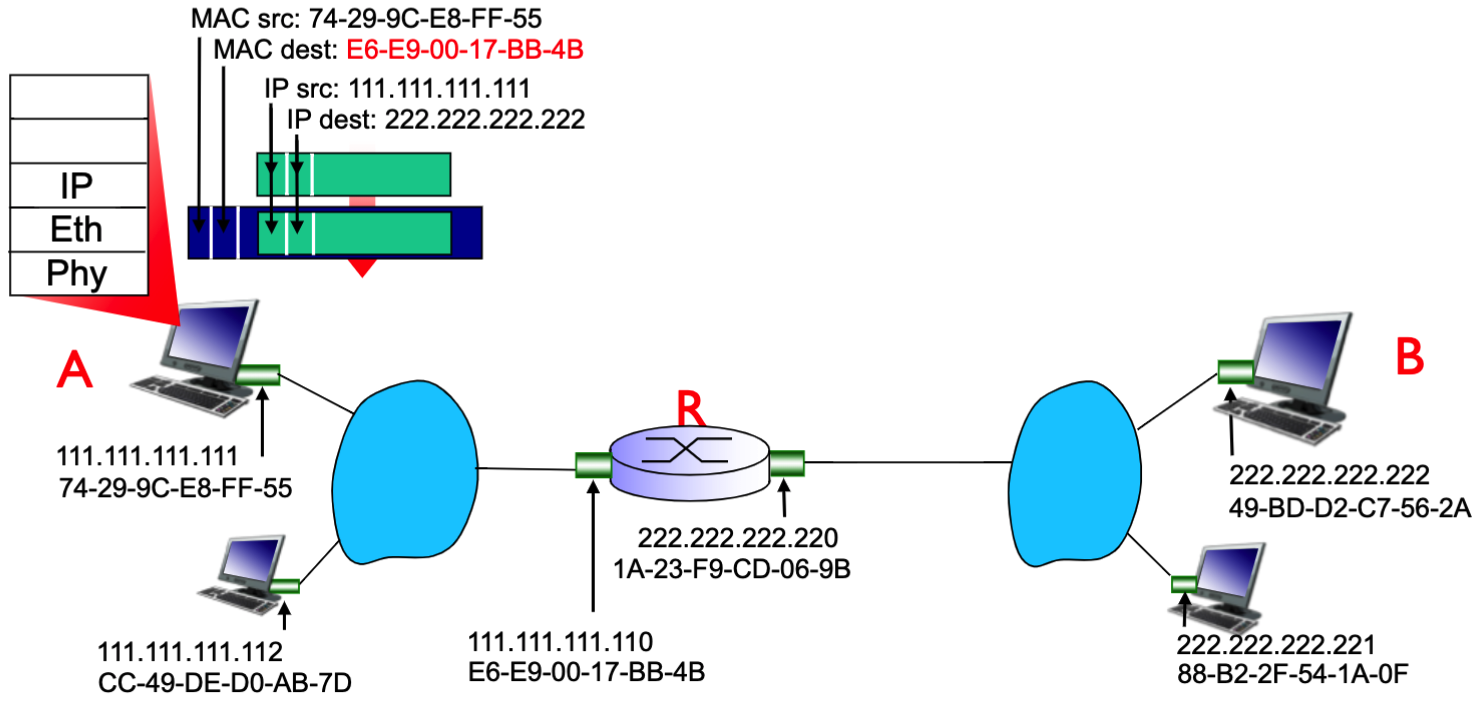 MAC src: 74-29-9C-E8-FF-55
MAC dest: E6-E9-00-17-BB-4B
IP src: 111.111.111.111
IP dest: 222.222.222.222
IP
Eth
Phy
A
R
B
111.111.111.111
74-29-9C-E8-FF-55
222.222.222.222
49-BD-D2-C7-56-2A
222.222.222.220
1A-23-F9-CD-06-9B
111.111.111.112
CC-49-DE-D0-AB-7D
111.111.111.110
E6-E9-00-17-BB-4B
222.222.222.221
88-B2-2F-54-1A-0F